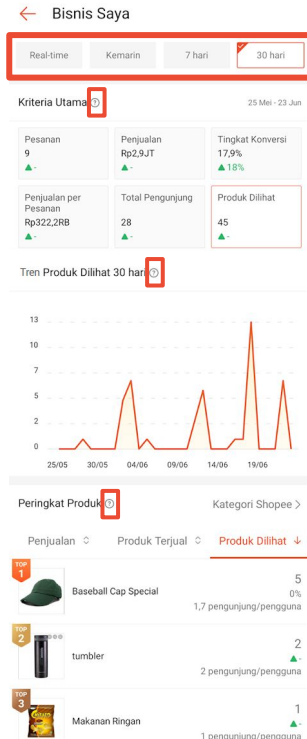 Bisnis Saya
Real-time Kemarin 7 hari 30 hari
Kriteria Utama ? 25 Mei - 23 Jun
Pesanan Penjualan Tingkat Konversi
9 Rp2,9JT 17,9%
▲- ▲- ▲18%
Penjualan per Pesanan Total Pengunjung Produk Dilihat
Rp322,2RB 28 45
▲- ▲- ▲-
Tren Produk Dilihat 30 hari ?
13
10
7
5
2
0
25/05 30/05 04/06 09/06 14/06 19/06
Peringkat Produk ? Kategori Shopee >
Penjualan Produk Terjual Produk Dilihat ↓
TOP 1 Baseball Cap Special 5
0%
1,7 pengunjung/pengguna
TOP 2 tumbler 2
▲-
2 pengunjung/pengguna
TOP 3 Makanan Ringan 1
▲-
1 pengunjung/pengguna